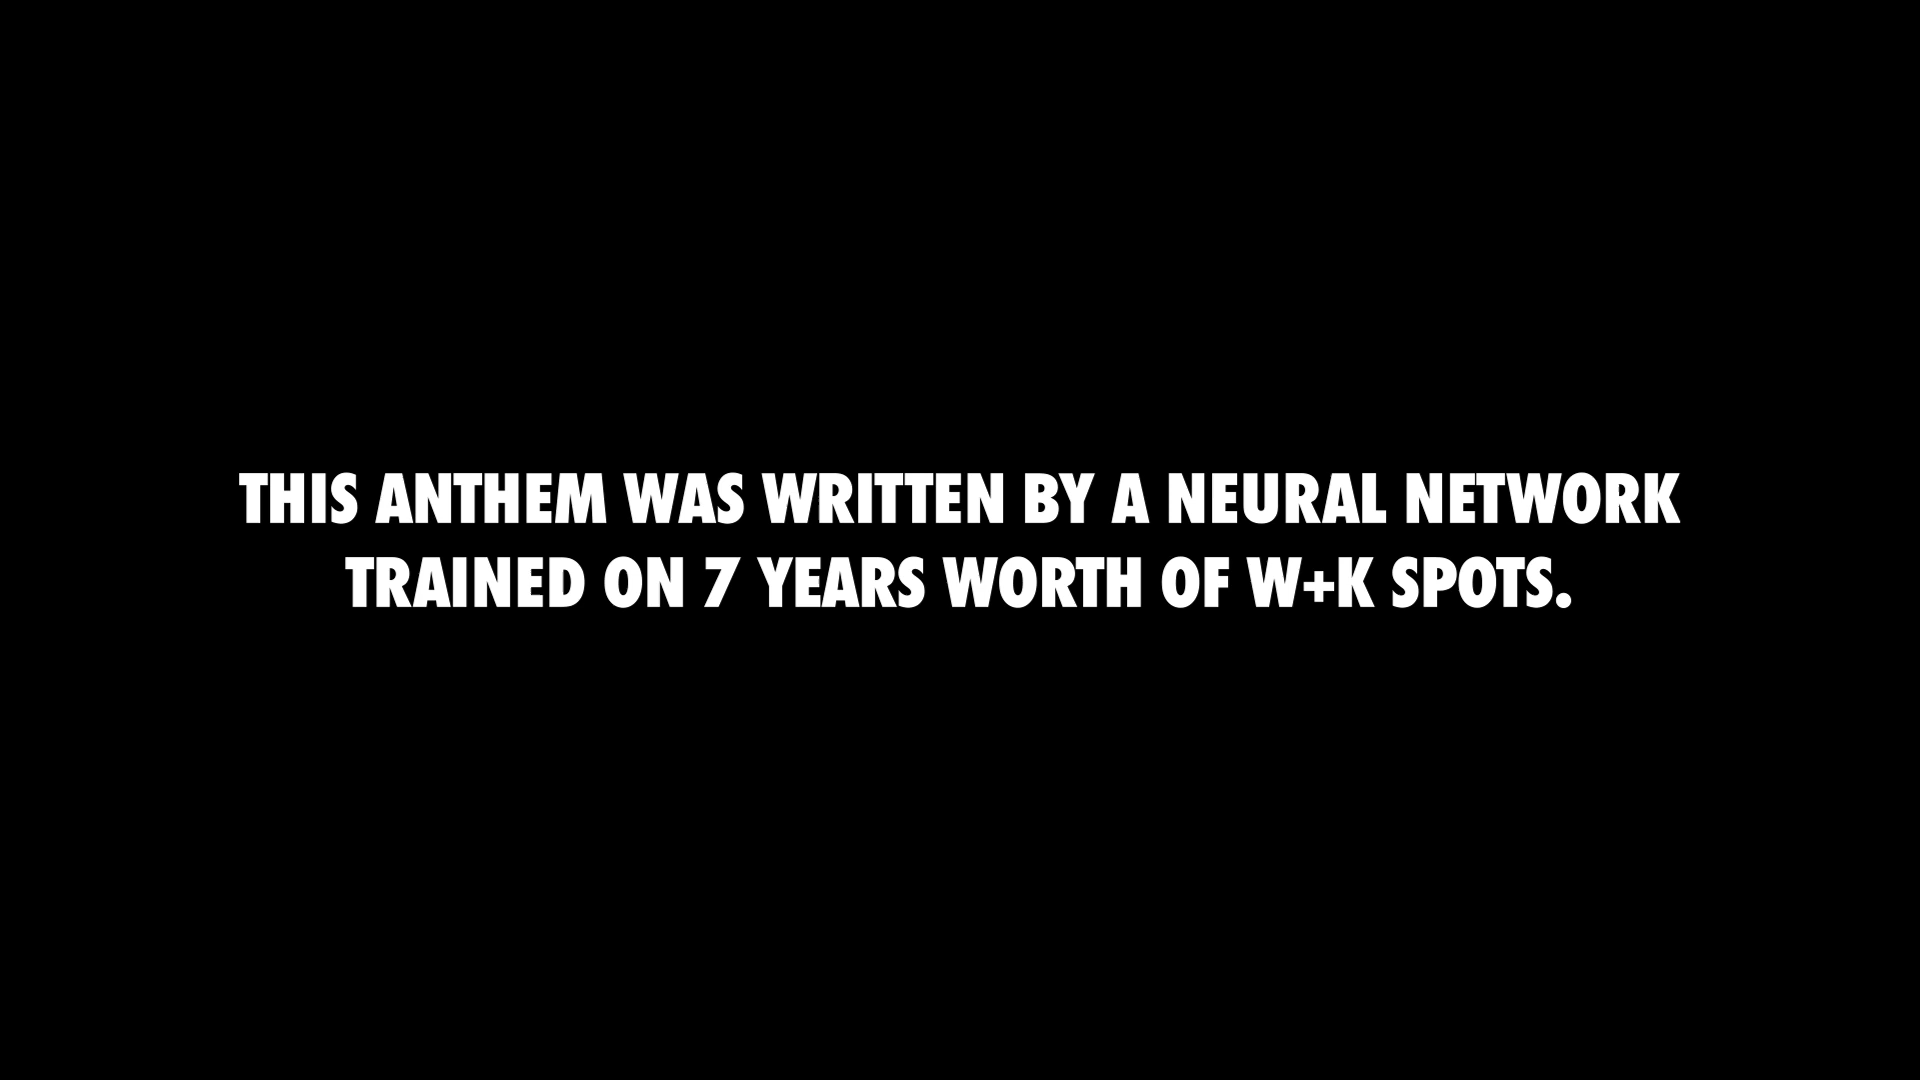 THIS ANTHEM WAS WRITTEN BY A NEURAL NETWORK
TRAINED ON 7 YEARS WORTH OF W+K SPOTS.